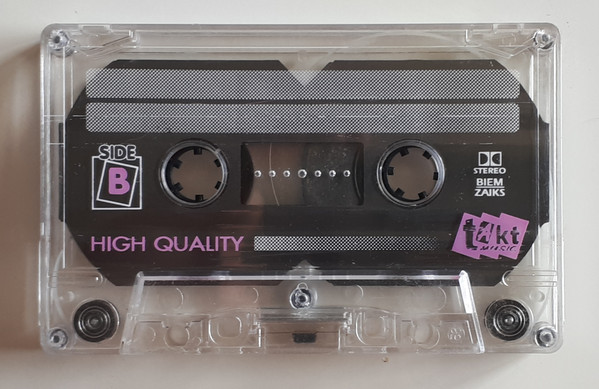 SIDE
B
STEREO
BIEM
ZAIKS
HIGH QUALITY
takt
MUSIC